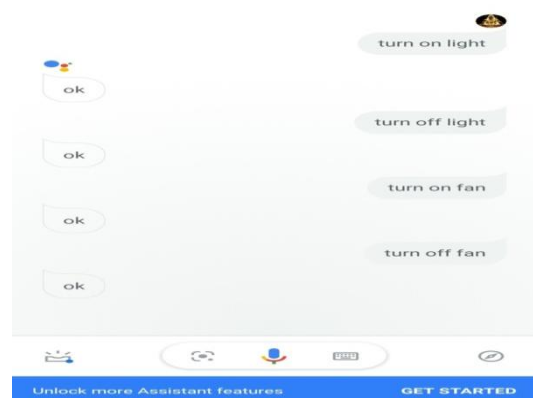 turn on light
ok
turn off light
ok
turn on fan
ok
turn off fan
ok
Unlock more Assistant features GET STARTED